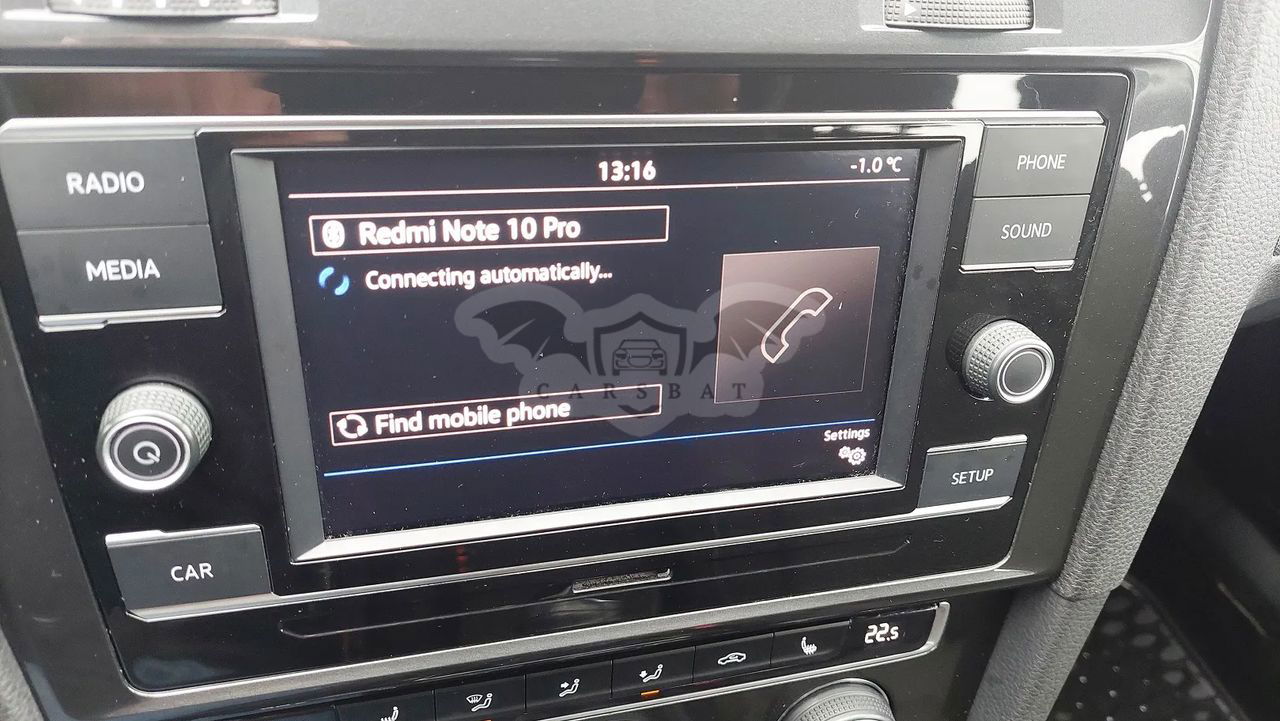 13:16
-1.0 °C
RADIO
PHONE
Redmi Note 10 Pro
SOUND
MEDIA
Connecting automatically...
CARSBAT
Find mobile phone
Settings
SETUP
CAR
22.5